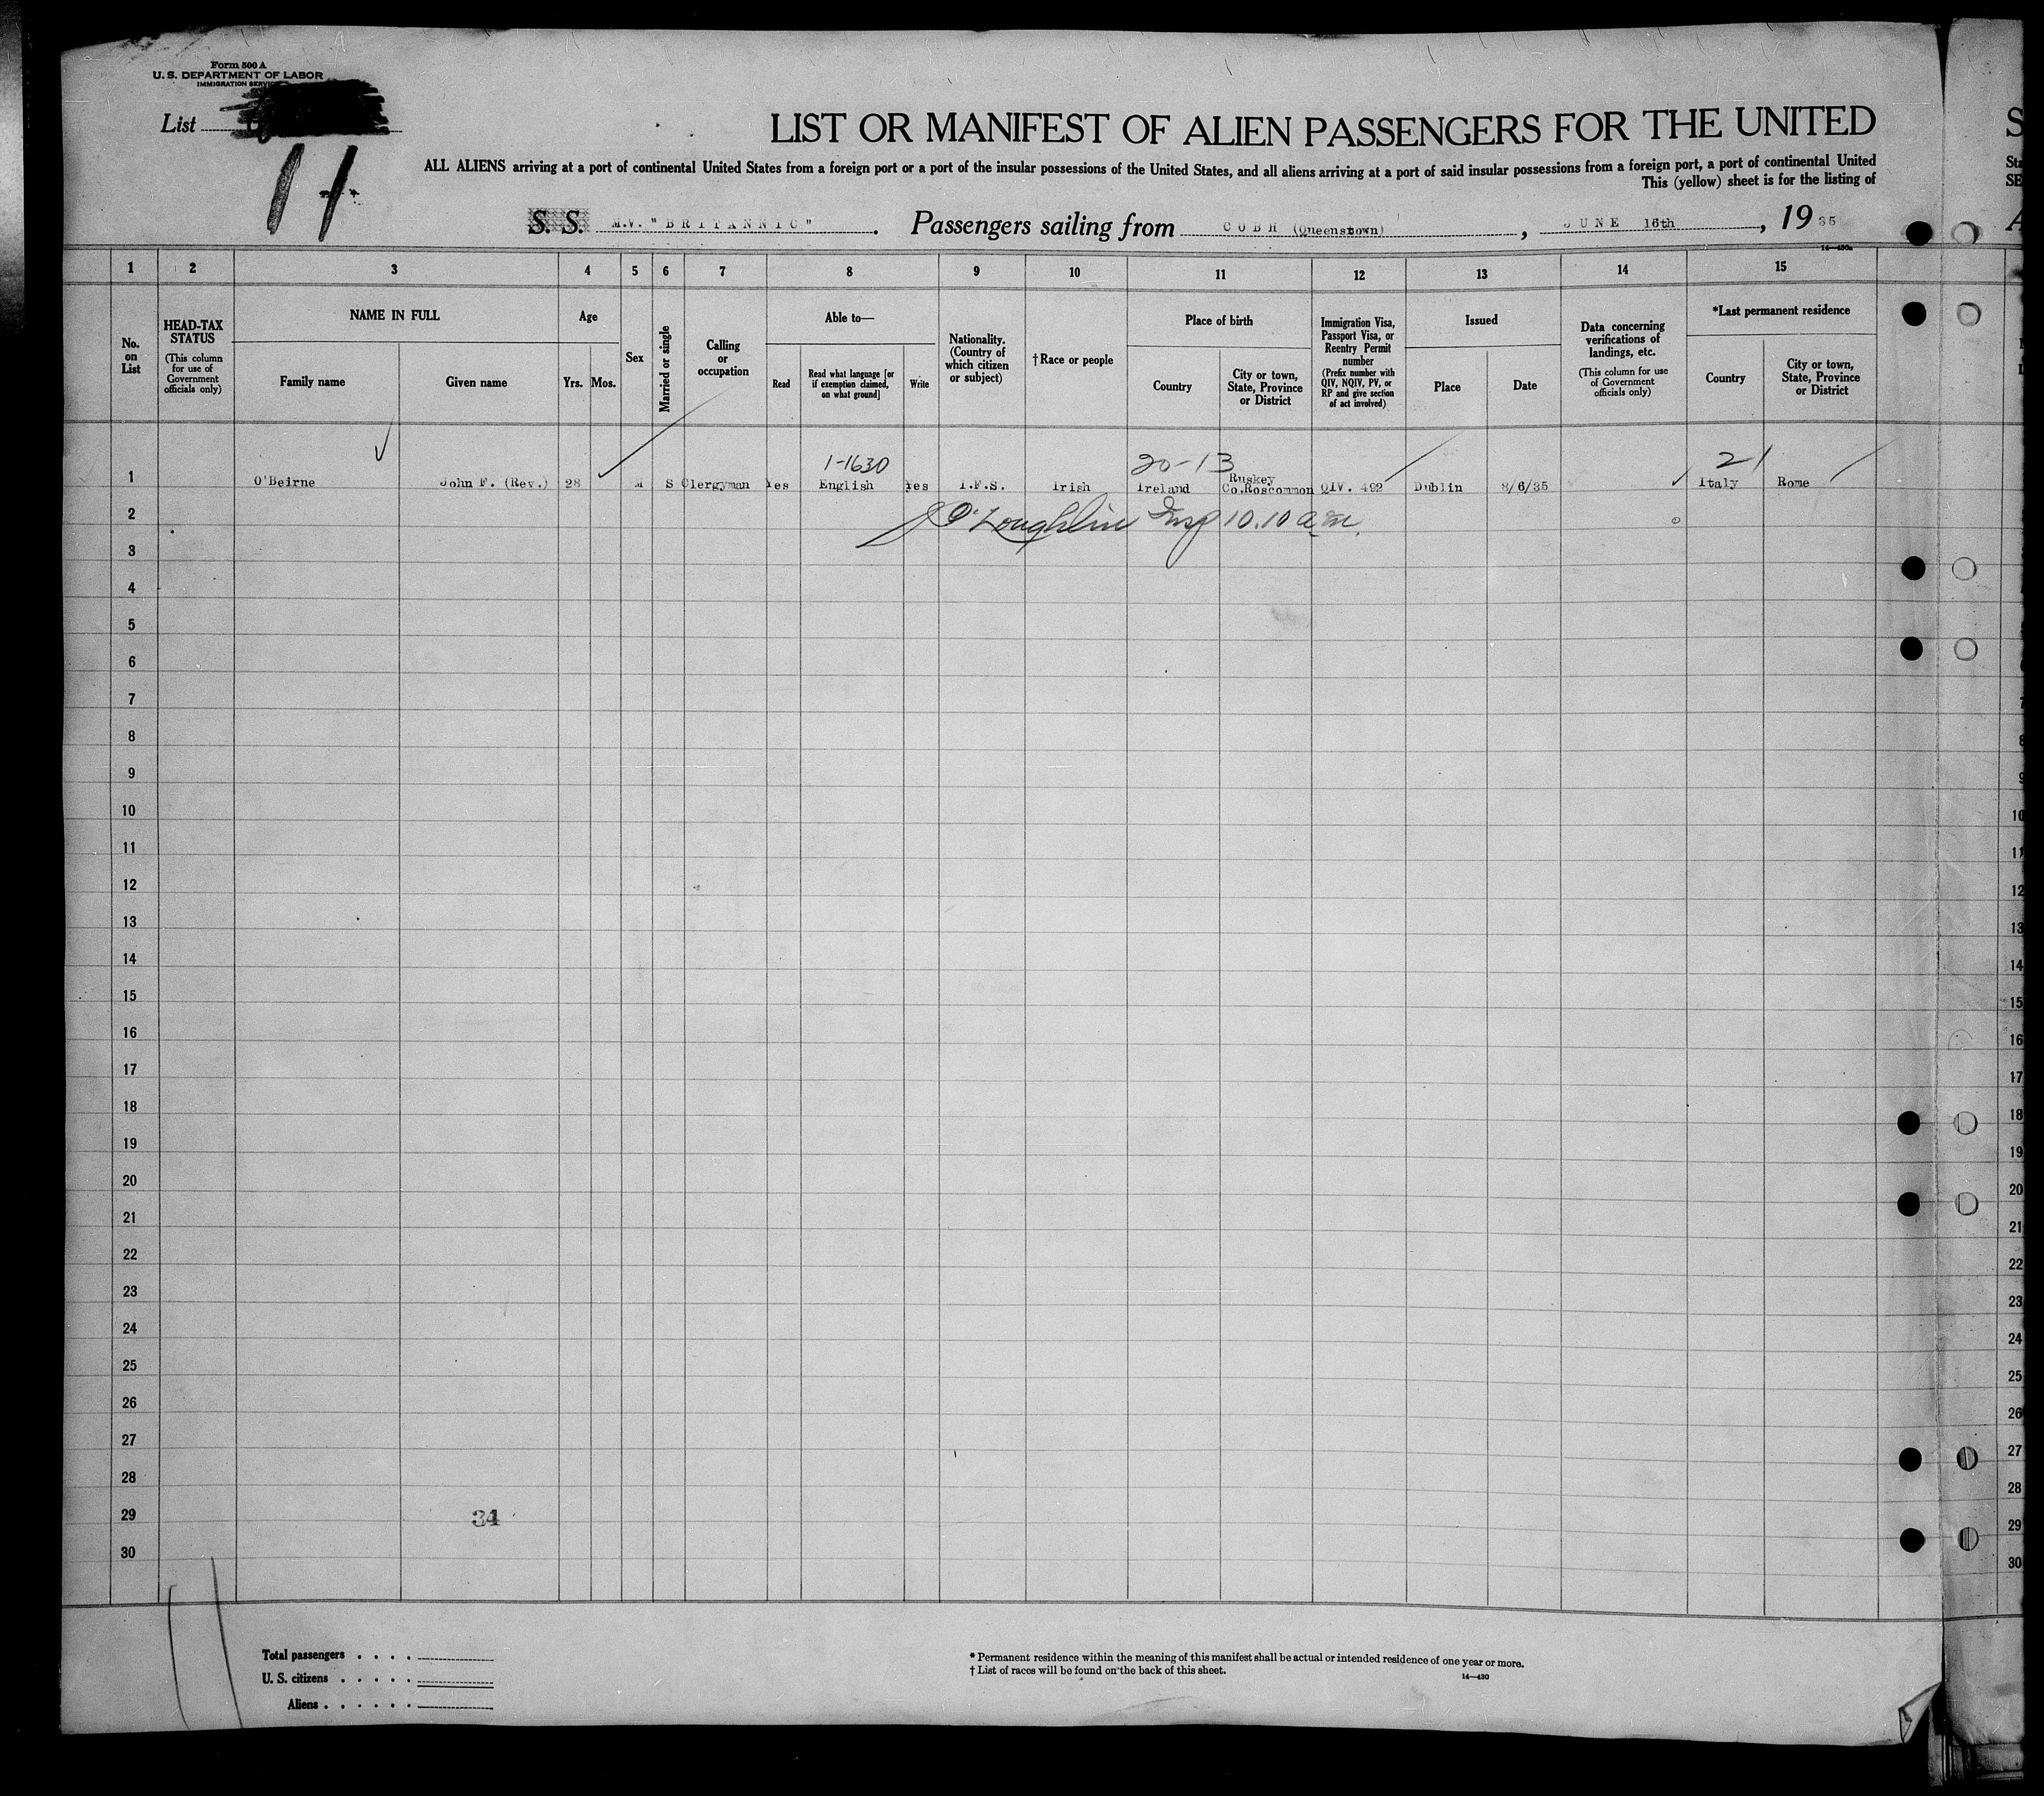 Form 500 A
U. S. DEPARTMENT OF LABOR
IMMIGRATION SERVICE
List
11
LIST OR MANIFEST OF ALIEN PASSENGERS FOR THE UNITED
ALL ALIENS arriving at a port of continental United States from a foreign port or a port of the insular possessions of the United States, and all aliens arriving at a port of said insular possessions from a foreign port, a port of continental United
This (yellow) sheet is for the listing of
S. S. M.V. "BRITANNIC". Passengers sailing from COBH (Queenstown), JUNE 16th, 1935
14—430a
1 2 3 4 5 6 7 8 9 10 11 12 13 14 15
No. on List
HEAD-TAX STATUS
(This column for use of Government officials only)
NAME IN FULL
Family name
Given name
Age
Yrs. Mos.
Sex
Married or single
Calling or occupation
Able to—
Read
Read what language [or if exemption claimed, on what ground]
Write
Nationality. (Country of which citizen or subject)
† Race or people
Place of birth
Country
City or town, State, Province or District
Immigration Visa, Passport Visa, or Reentry Permit number
(Prefix number with QIV, NQIV, PV, or RP and give section of act involved)
Issued
Place
Date
Data concerning verifications of landings, etc.
(This column for use of Government officials only)
*Last permanent residence
Country
City or town, State, Province or District
1-1630 20-13 21
1 O'Beirne John F. (Rev.) 28 M S Clergyman Yes English Yes I.F.S. Irish Ireland Ruskey Co.Roscommon QIV. 492 Dublin 8/6/35 Italy Rome
2 O'Loughlin Insp 10.10 am.
3
4
5
6
7
8
9
10
11
12
13
14
15
16
17
18
19
20
21
22
23
24
25
26
27
28
29
30
34
Total passengers . . . .
U. S. citizens . . . . .
Aliens . . . . . .
* Permanent residence within the meaning of this manifest shall be actual or intended residence of one year or more.
† List of races will be found on the back of this sheet.
14—430